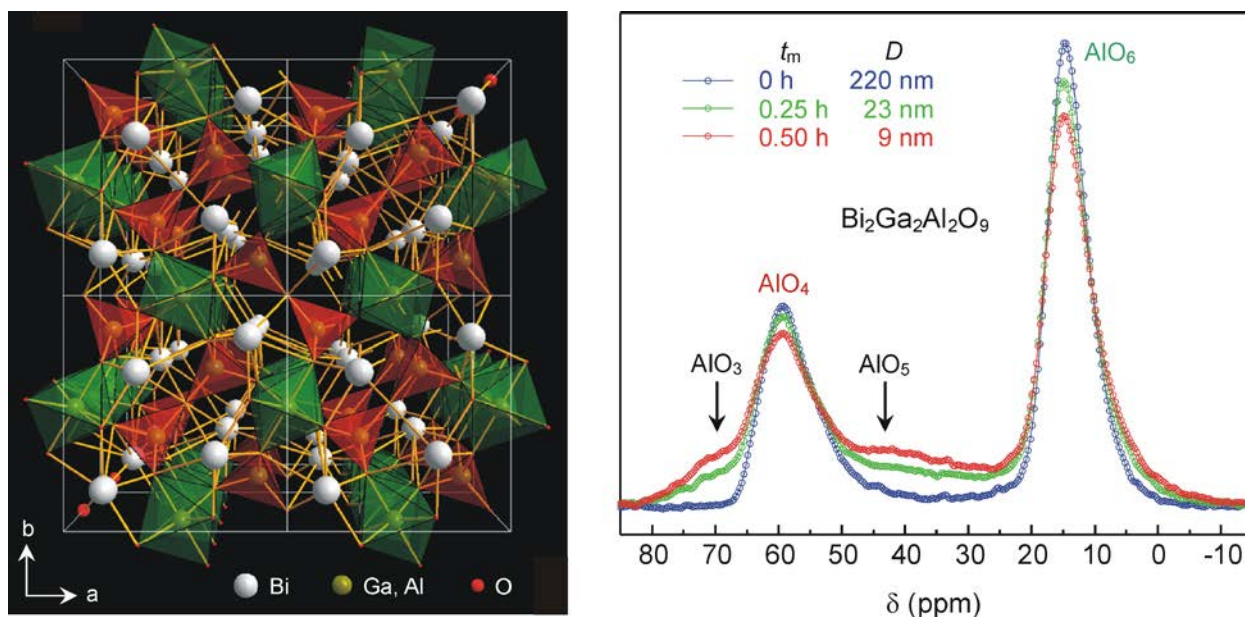 b
a
Bi
Ga, Al
O
tm D
0 h 220 nm
0.25 h 23 nm
0.50 h 9 nm
AlO6
Bi2Ga2Al2O9
AlO4
AlO3
AlO5
80 70 60 50 40 30 20 10 0 -10
δ (ppm)